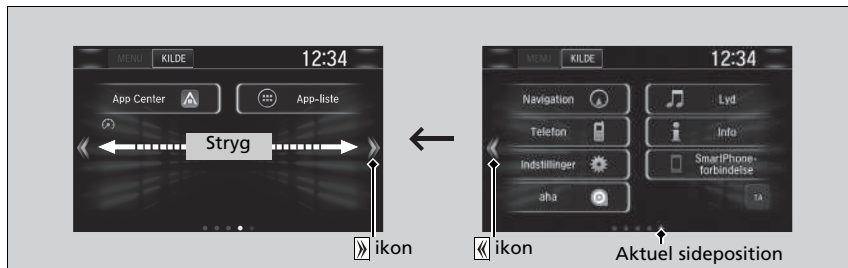 MENU KILDE 12:34
App Center App-liste
Stryg
» ikon
MENU KILDE 12:34
Navigation Lyd
Telefon Info
Indstillinger SmartPhone-
forbindelse
aha TA
« ikon
Aktuel sideposition